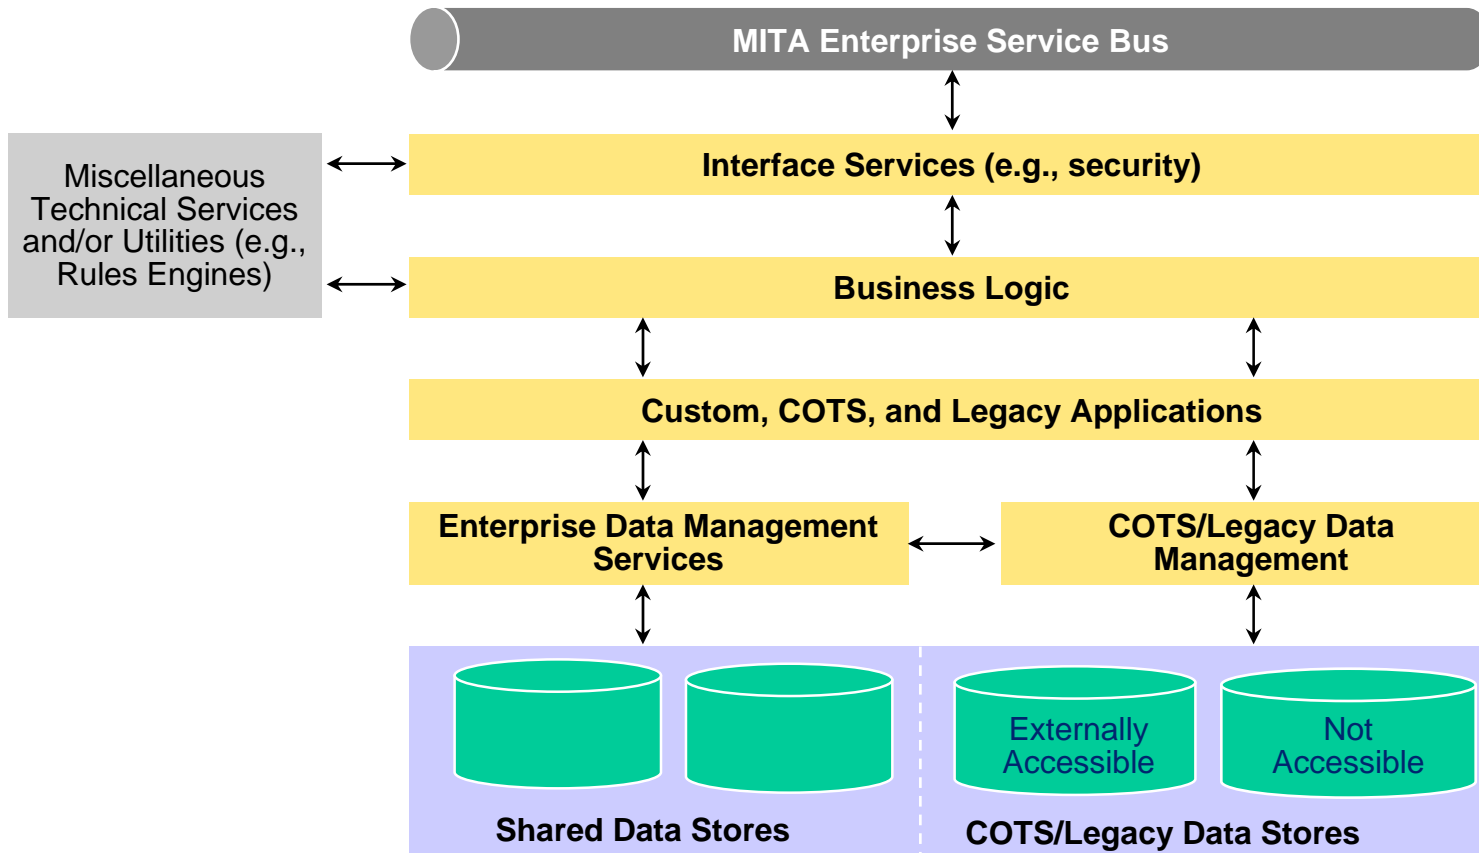 MITA Enterprise Service Bus
Interface Services (e.g., security)
Miscellaneous
Technical Services
and/or Utilities (e.g.,
Rules Engines)
Business Logic
Custom, COTS, and Legacy Applications
Enterprise Data Management
Services
COTS/Legacy Data
Management
Externally
Accessible
Not
Accessible
Shared Data Stores
COTS/Legacy Data Stores